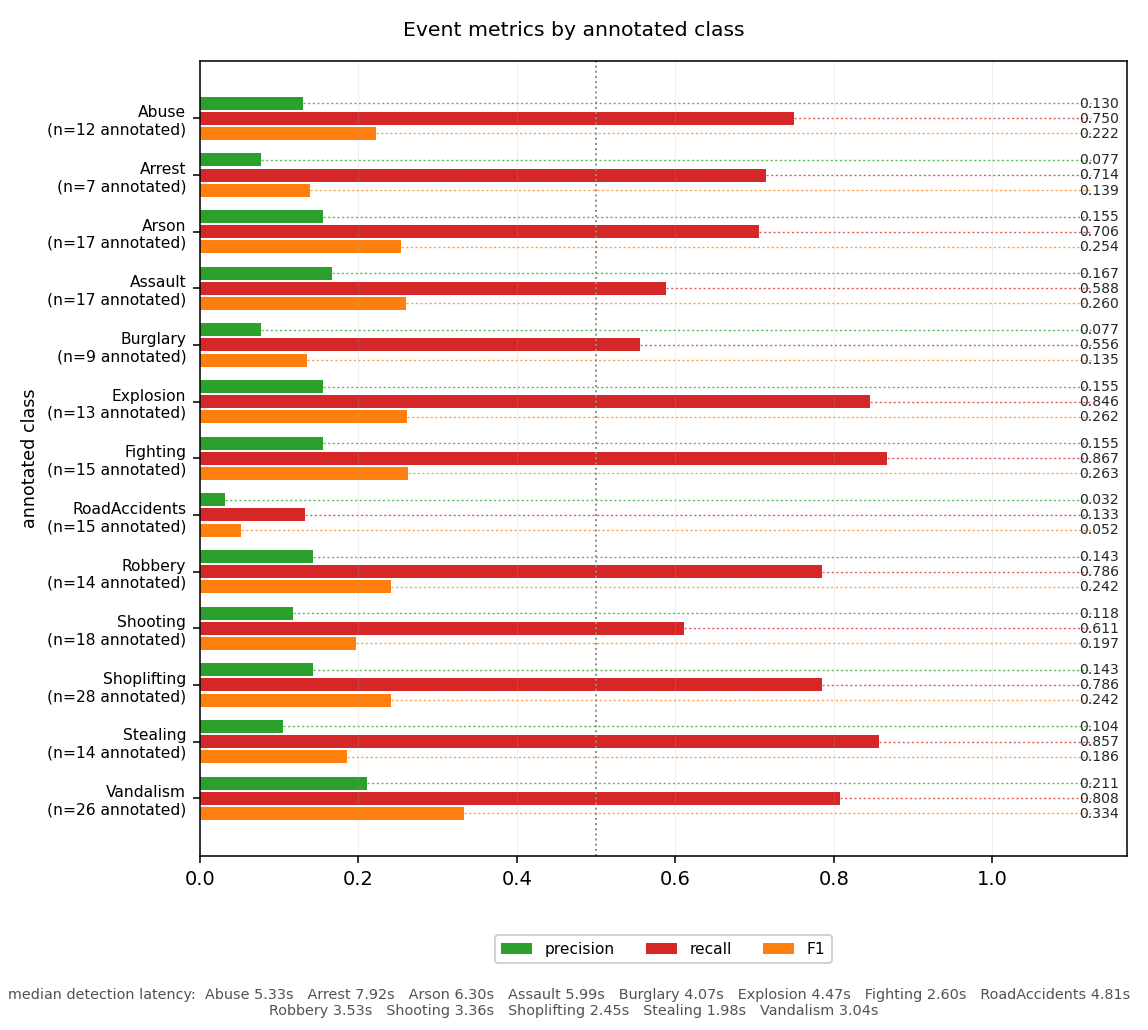 Event metrics by annotated class
annotated class
Abuse
(n=12 annotated)
0.130
0.750
0.222
Arrest
(n=7 annotated)
0.077
0.714
0.139
Arson
(n=17 annotated)
0.155
0.706
0.254
Assault
(n=17 annotated)
0.167
0.588
0.260
Burglary
(n=9 annotated)
0.077
0.556
0.135
Explosion
(n=13 annotated)
0.155
0.846
0.262
Fighting
(n=15 annotated)
0.155
0.867
0.263
RoadAccidents
(n=15 annotated)
0.032
0.133
0.052
Robbery
(n=14 annotated)
0.143
0.786
0.242
Shooting
(n=18 annotated)
0.118
0.611
0.197
Shoplifting
(n=28 annotated)
0.143
0.786
0.242
Stealing
(n=14 annotated)
0.104
0.857
0.186
Vandalism
(n=26 annotated)
0.211
0.808
0.334
0.0 0.2 0.4 0.6 0.8 1.0
precision recall F1
median detection latency: Abuse 5.33s Arrest 7.92s Arson 6.30s Assault 5.99s Burglary 4.07s Explosion 4.47s Fighting 2.60s RoadAccidents 4.81s
Robbery 3.53s Shooting 3.36s Shoplifting 2.45s Stealing 1.98s Vandalism 3.04s